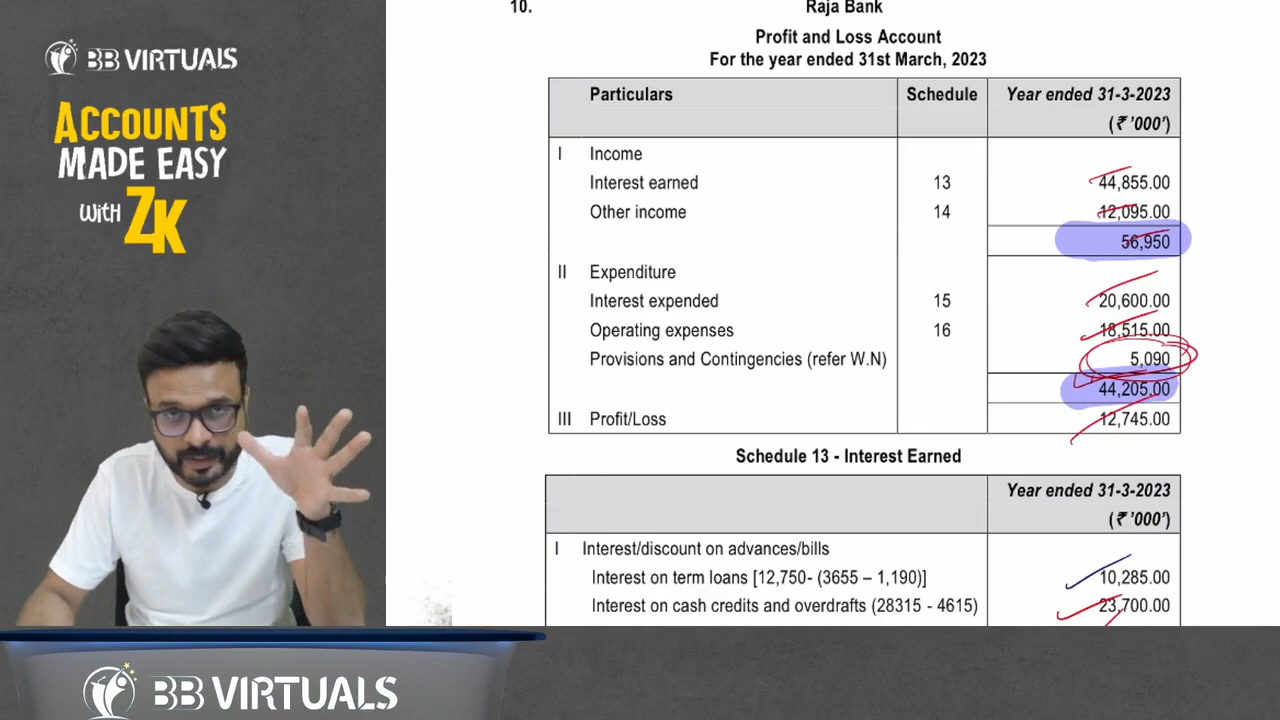 BB VIRTUALS
ACCOUNTS
MADE EASY
WITH ZK
10. Raja Bank
Profit and Loss Account
For the year ended 31st March, 2023
Particulars Schedule Year ended 31-3-2023
(₹ '000')
I Income
Interest earned 13 44,855.00
Other income 14 12,095.00
56,950
II Expenditure
Interest expended 15 20,600.00
Operating expenses 16 18,515.00
Provisions and Contingencies (refer W.N) 5,090
44,205.00
III Profit/Loss 12,745.00
Schedule 13 - Interest Earned
Year ended 31-3-2023
(₹ '000')
I Interest/discount on advances/bills
Interest on term loans [12,750- (3655 – 1,190)] 10,285.00
Interest on cash credits and overdrafts (28315 - 4615) 23,700.00
BB VIRTUALS